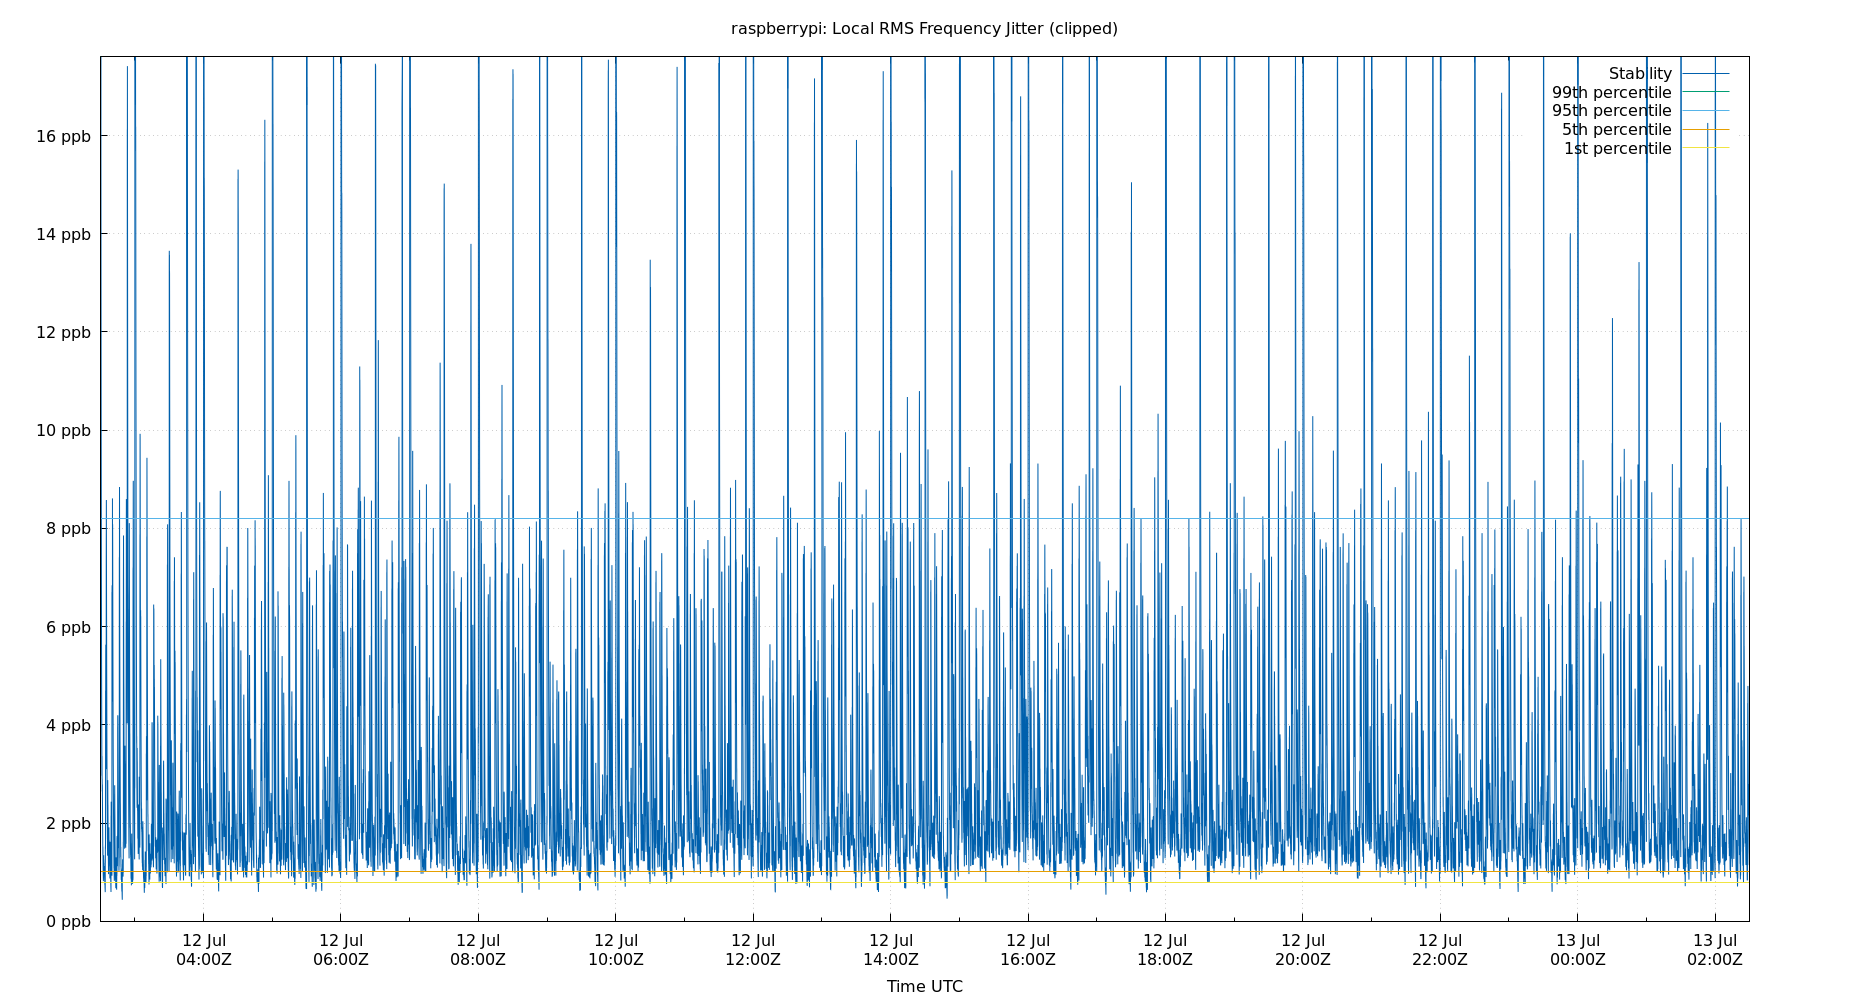 raspberrypi: Local RMS Frequency Jitter (clipped)
Stability
99th percentile
95th percentile
5th percentile
1st percentile
16 ppb
14 ppb
12 ppb
10 ppb
8 ppb
6 ppb
4 ppb
2 ppb
0 ppb
12 Jul 12 Jul 12 Jul 12 Jul 12 Jul 12 Jul 12 Jul 12 Jul 12 Jul 12 Jul 13 Jul 13 Jul
04:00Z 06:00Z 08:00Z 10:00Z 12:00Z 14:00Z 16:00Z 18:00Z 20:00Z 22:00Z 00:00Z 02:00Z
Time UTC